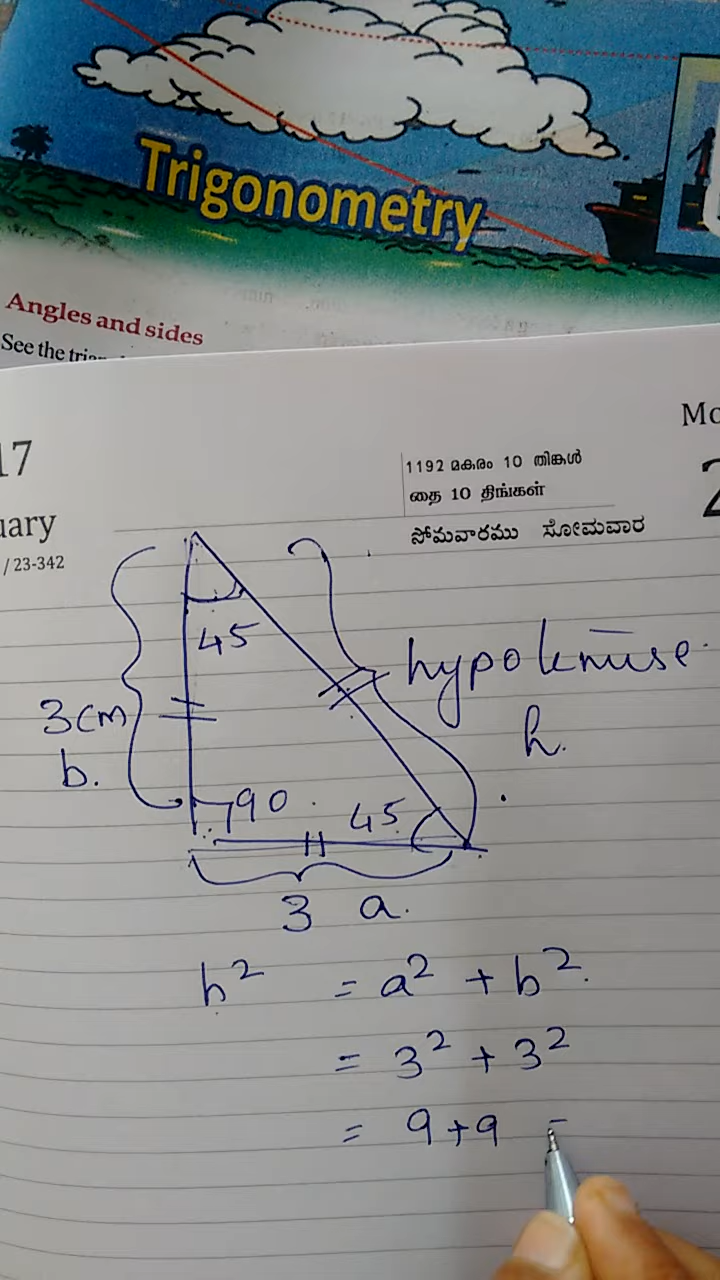 Trigonometry
Angles and sides
See the
17
uary
/ 23-342
1192 മകരം 10 തിങ്കൾ
தை 10 திங்கள்
సోమవారము ಸೋಮವಾರ
Mo
2
45
3cm
b.
hypotenuse
h.
90
45
3 a.
h² = a² + b².
= 3² + 3²
= 9+9 =